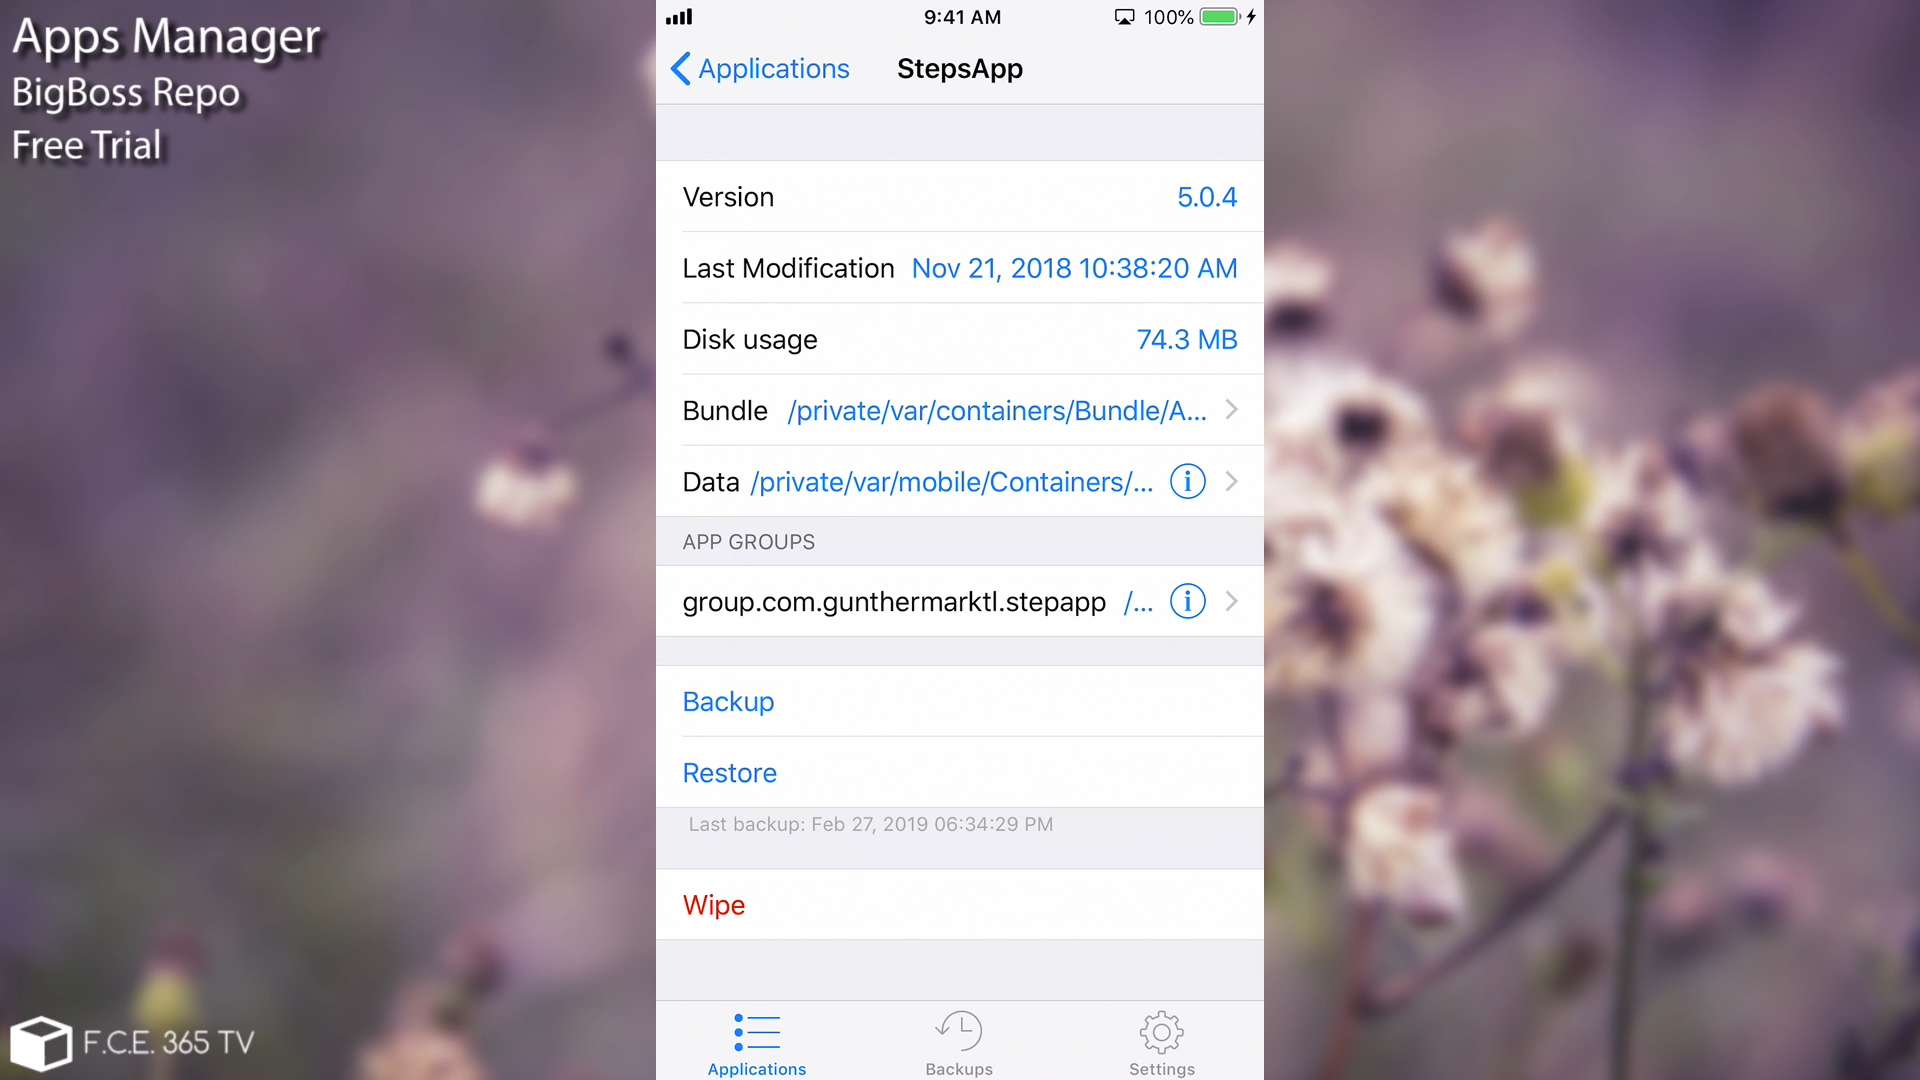 Apps Manager
BigBoss Repo
Free Trial
9:41 AM
100%
Applications
StepsApp
Version 5.0.4
Last Modification Nov 21, 2018 10:38:20 AM
Disk usage 74.3 MB
Bundle /private/var/containers/Bundle/A...
Data /private/var/mobile/Containers/...
APP GROUPS
group.com.gunthermarktl.stepapp /...
Backup
Restore
Last backup: Feb 27, 2019 06:34:29 PM
Wipe
Applications Backups Settings
F.C.E. 365 TV